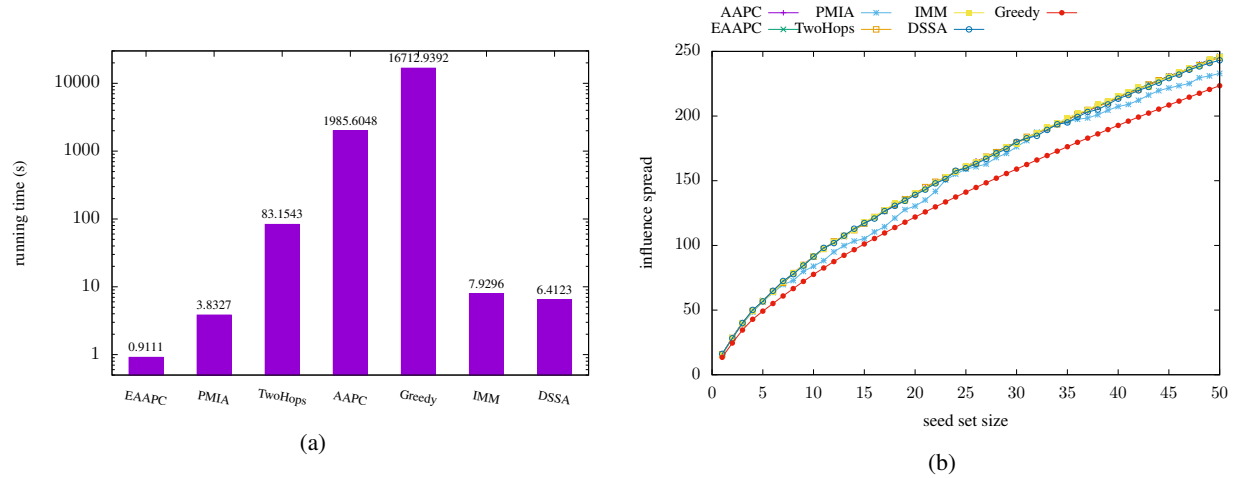 10000
1000
100
10
1
running time (s)
0.9111
3.8327
83.1543
1985.6048
16712.9392
7.9296
6.4123
EAAPC
PMIA
TwoHops
AAPC
Greedy
IMM
DSSA
(a)
AAPC PMIA IMM Greedy
EAAPC TwoHops DSSA
250
200
150
100
50
0
influence spread
0 5 10 15 20 25 30 35 40 45 50
seed set size
(b)